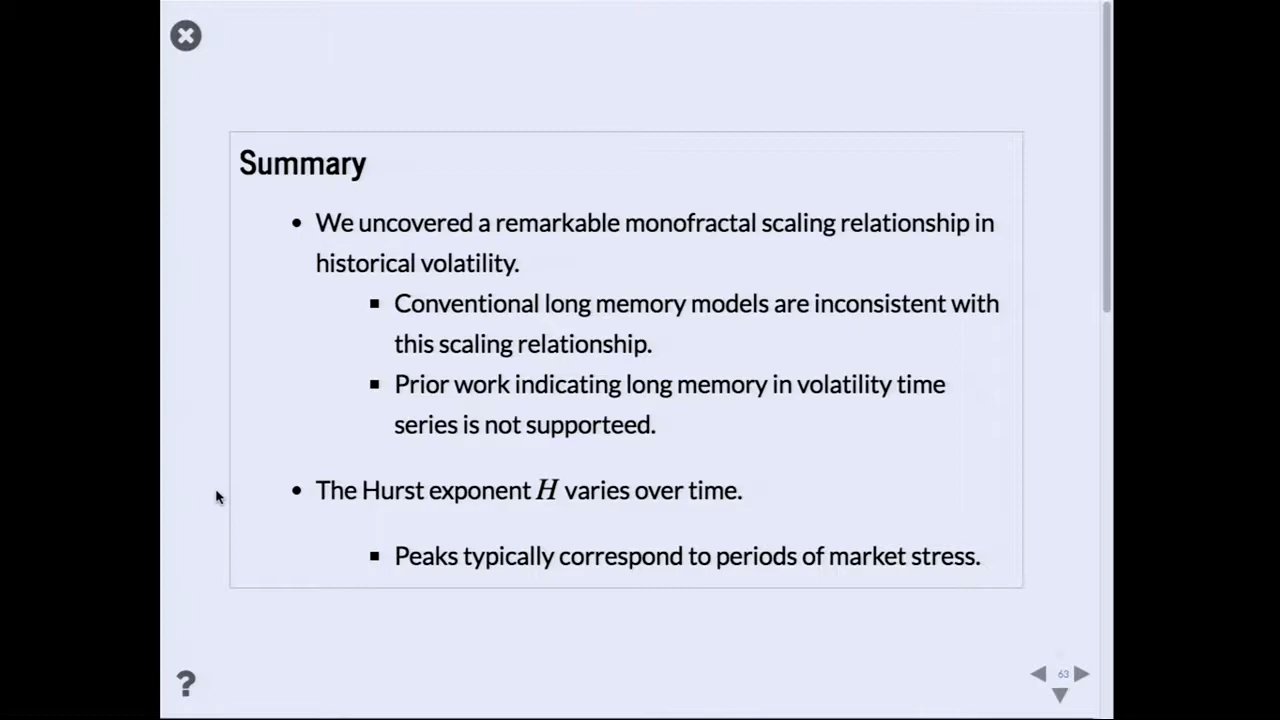 Summary
• We uncovered a remarkable monofractal scaling relationship in
historical volatility.
▪ Conventional long memory models are inconsistent with
this scaling relationship.
▪ Prior work indicating long memory in volatility time
series is not supporteed.
• The Hurst exponent H varies over time.
▪ Peaks typically correspond to periods of market stress.
?
63